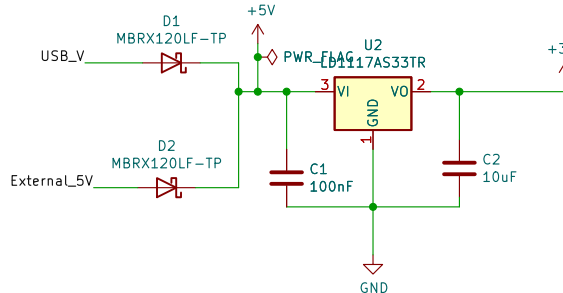 D1
MBRX120LF-TP
+5V
USB_V
PWR_FLAG
U2
LD1117AS33TR
3
VI
VO
2
GND
1
D2
MBRX120LF-TP
External_5V
C1
100nF
C2
10uF
GND